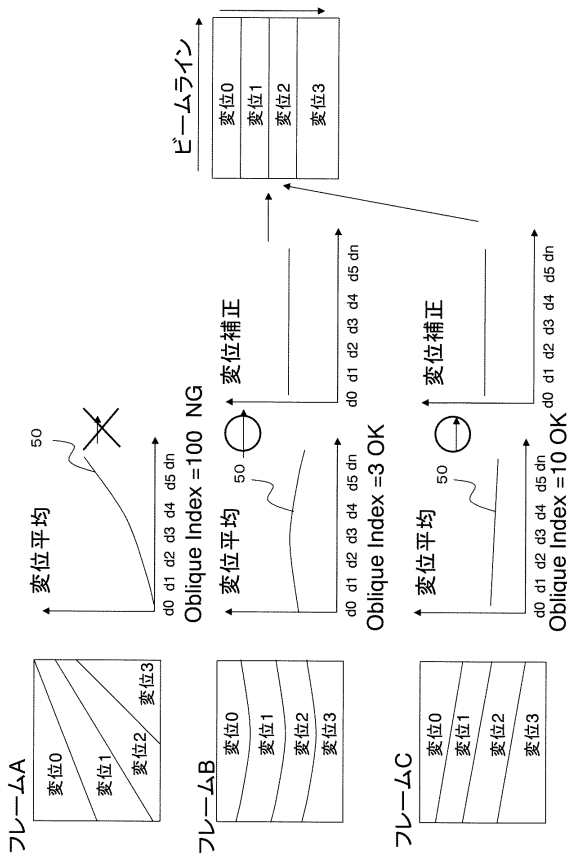 フレームA
変位0
変位1
変位2
変位3
変位平均
50
d0 d1 d2 d3 d4 d5 dn
Oblique Index =100 NG
フレームB
変位0
変位1
変位2
変位3
変位平均
50
d0 d1 d2 d3 d4 d5 dn
Oblique Index =3 OK
変位補正
d0 d1 d2 d3 d4 d5 dn
フレームC
変位0
変位1
変位2
変位3
変位平均
50
d0 d1 d2 d3 d4 d5 dn
Oblique Index =10 OK
変位補正
d0 d1 d2 d3 d4 d5 dn
ビームライン
変位0
変位1
変位2
変位3